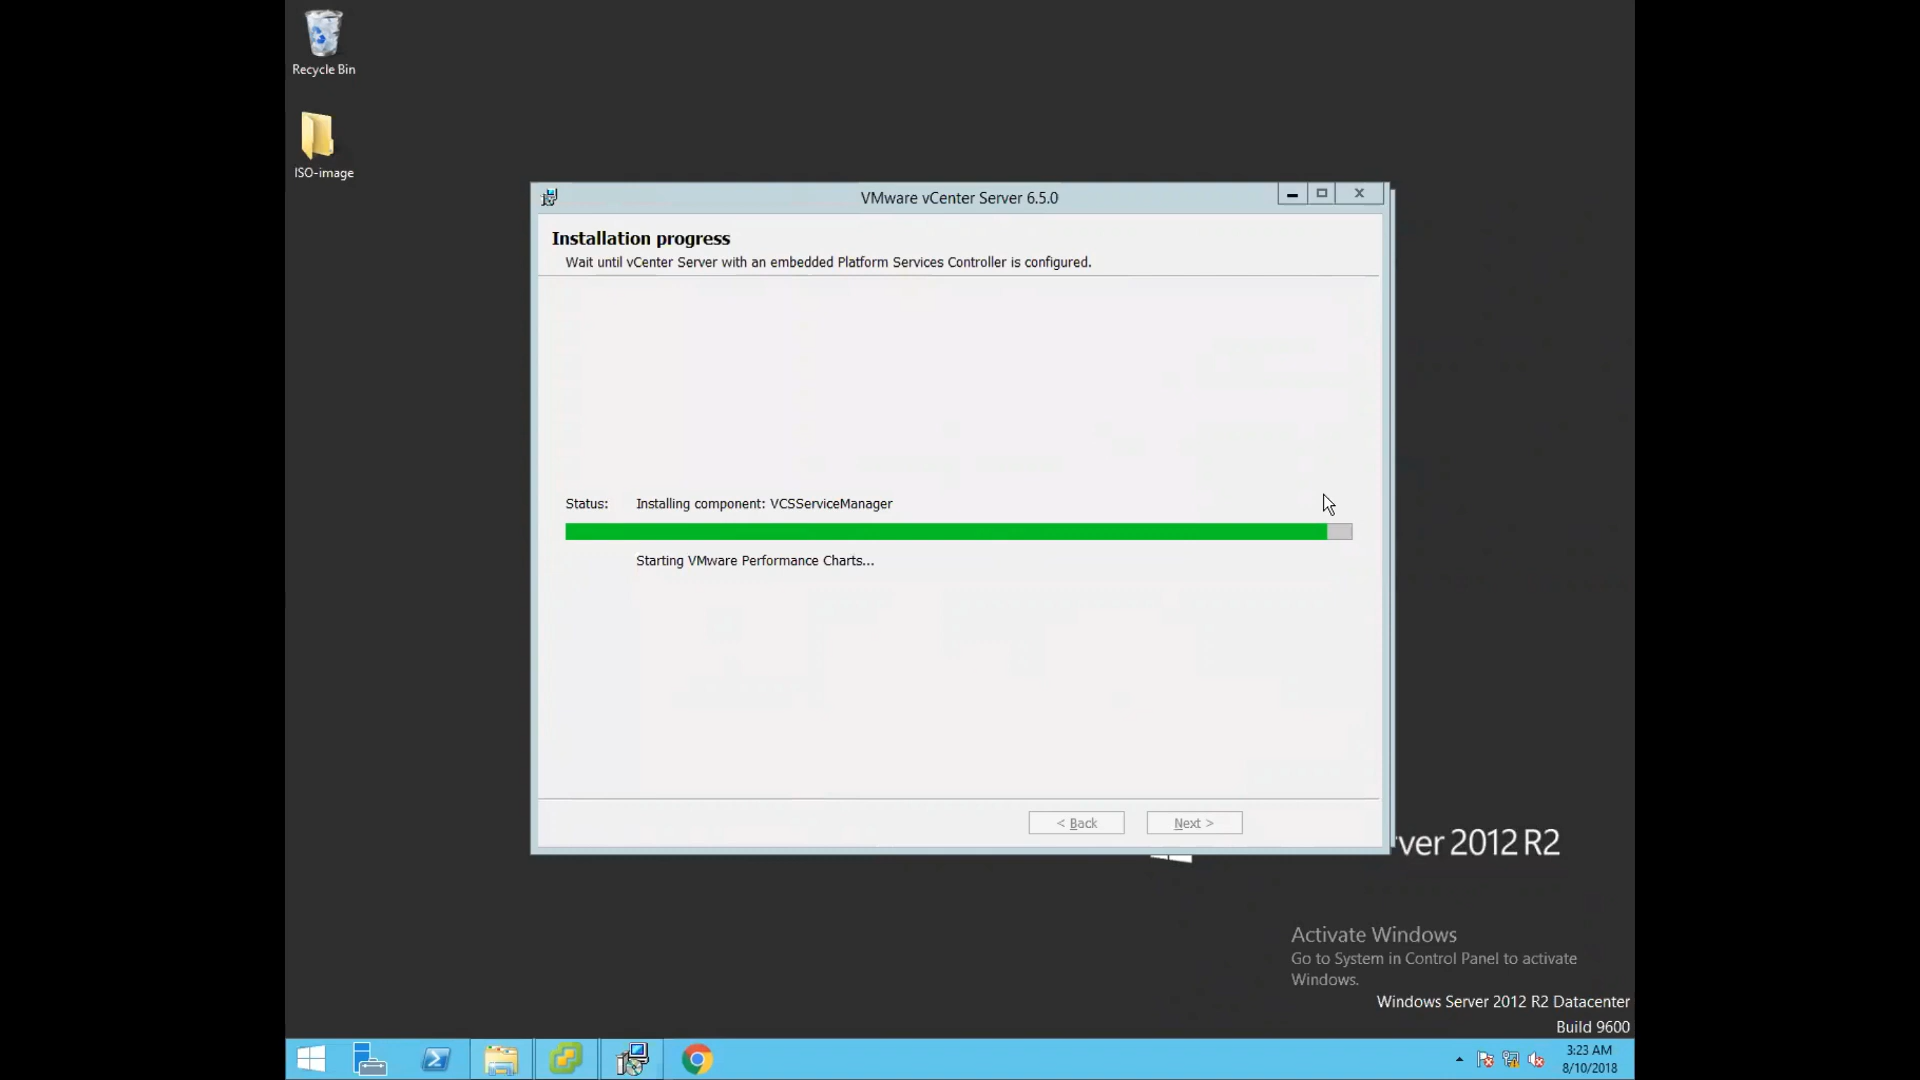 Recycle Bin
ISO-image
VMware vCenter Server 6.5.0
Installation progress
Wait until vCenter Server with an embedded Platform Services Controller is configured.
Status: Installing component: VCSServiceManager
Starting VMware Performance Charts...
< Back Next >
ver 2012 R2
Activate Windows
Go to System in Control Panel to activate
Windows.
Windows Server 2012 R2 Datacenter
Build 9600
3:23 AM
8/10/2018